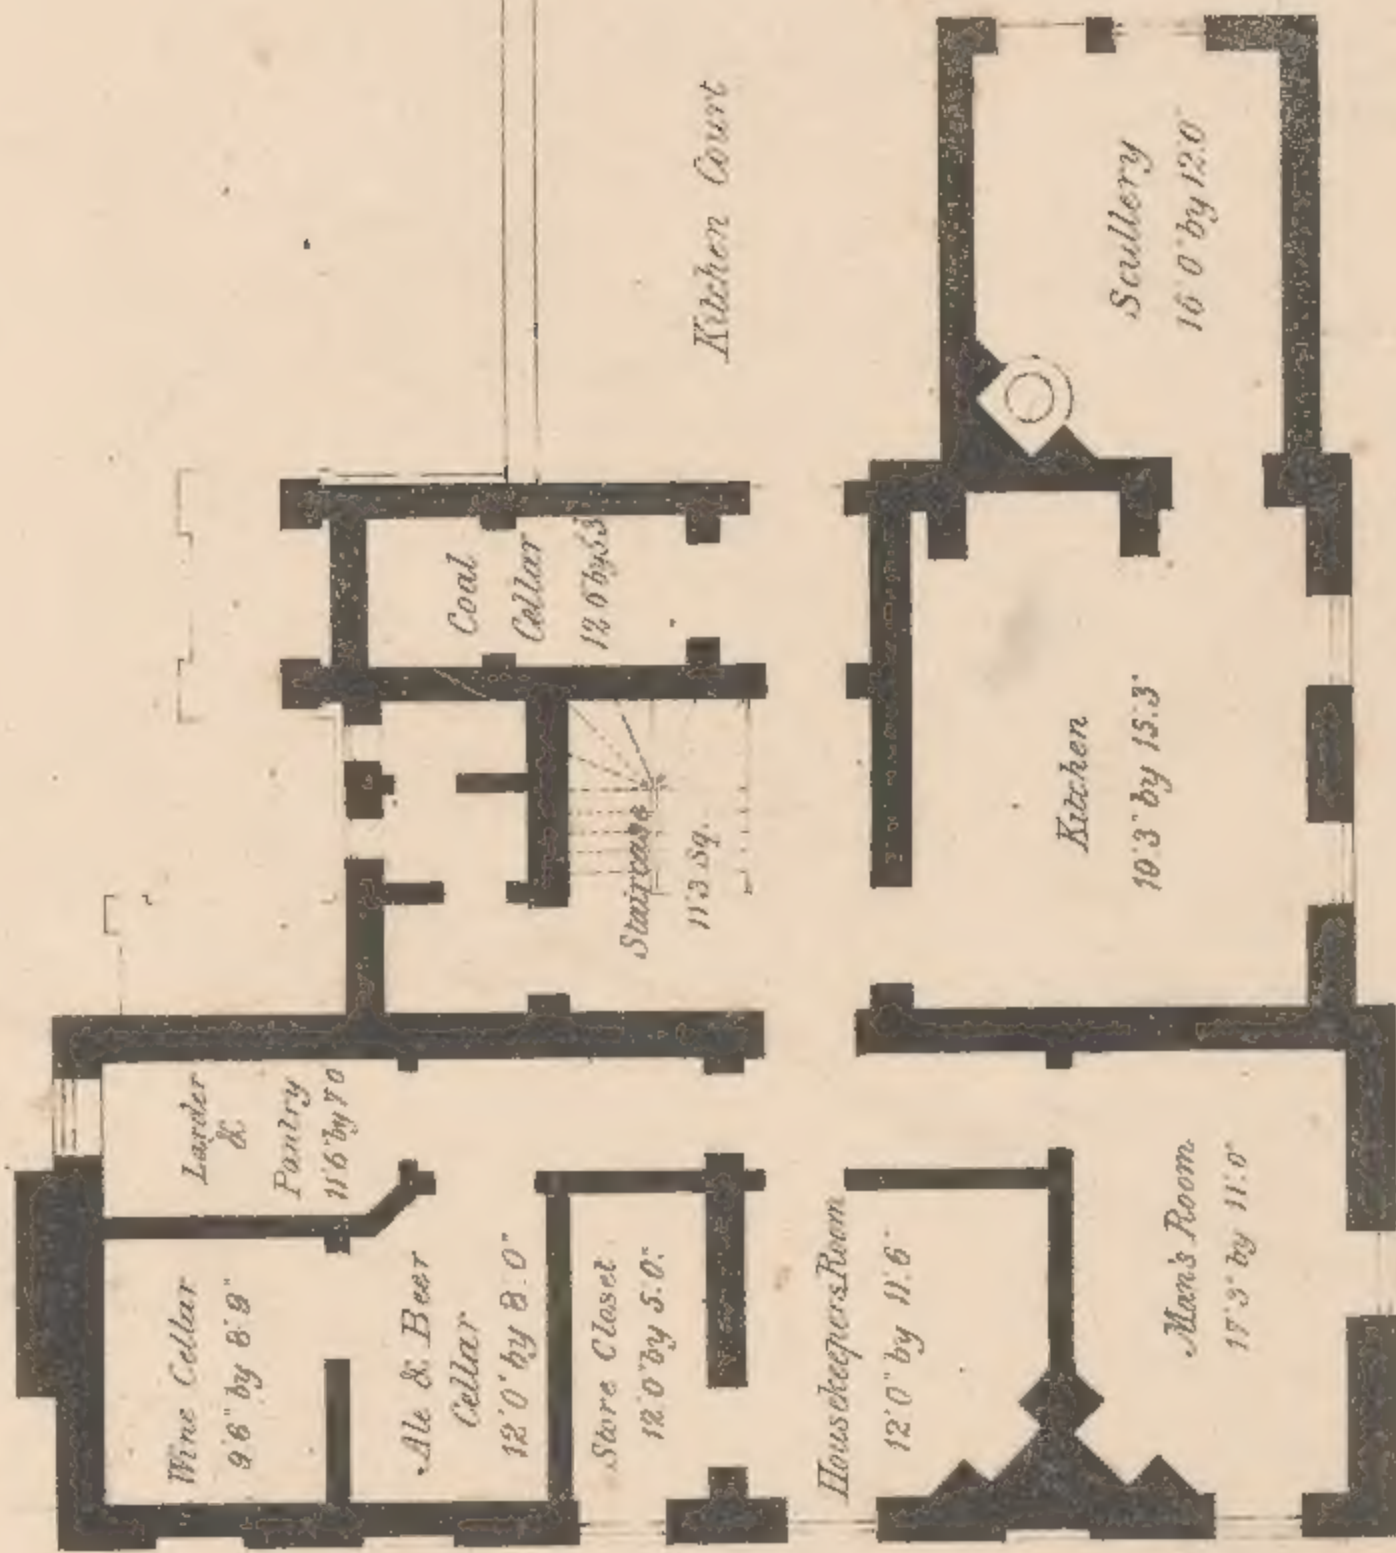 Kitchen Court
Scullery
16'0" by 12'0
Coal
Cellar
12'0 by 5.3
Kitchen
19'3" by 15'3"
Staircase
11'3 Sq.
Larder
&
Pantry
11'6" by 7'0
Wine Cellar
9'6" by 8'9"
Ale & Beer
Cellar
12'0" by 8'0"
Store Closet
12'0" by 5'0"
Housekeepers Room
12'0" by 11'6"
Man's Room
17'3" by 11'0"